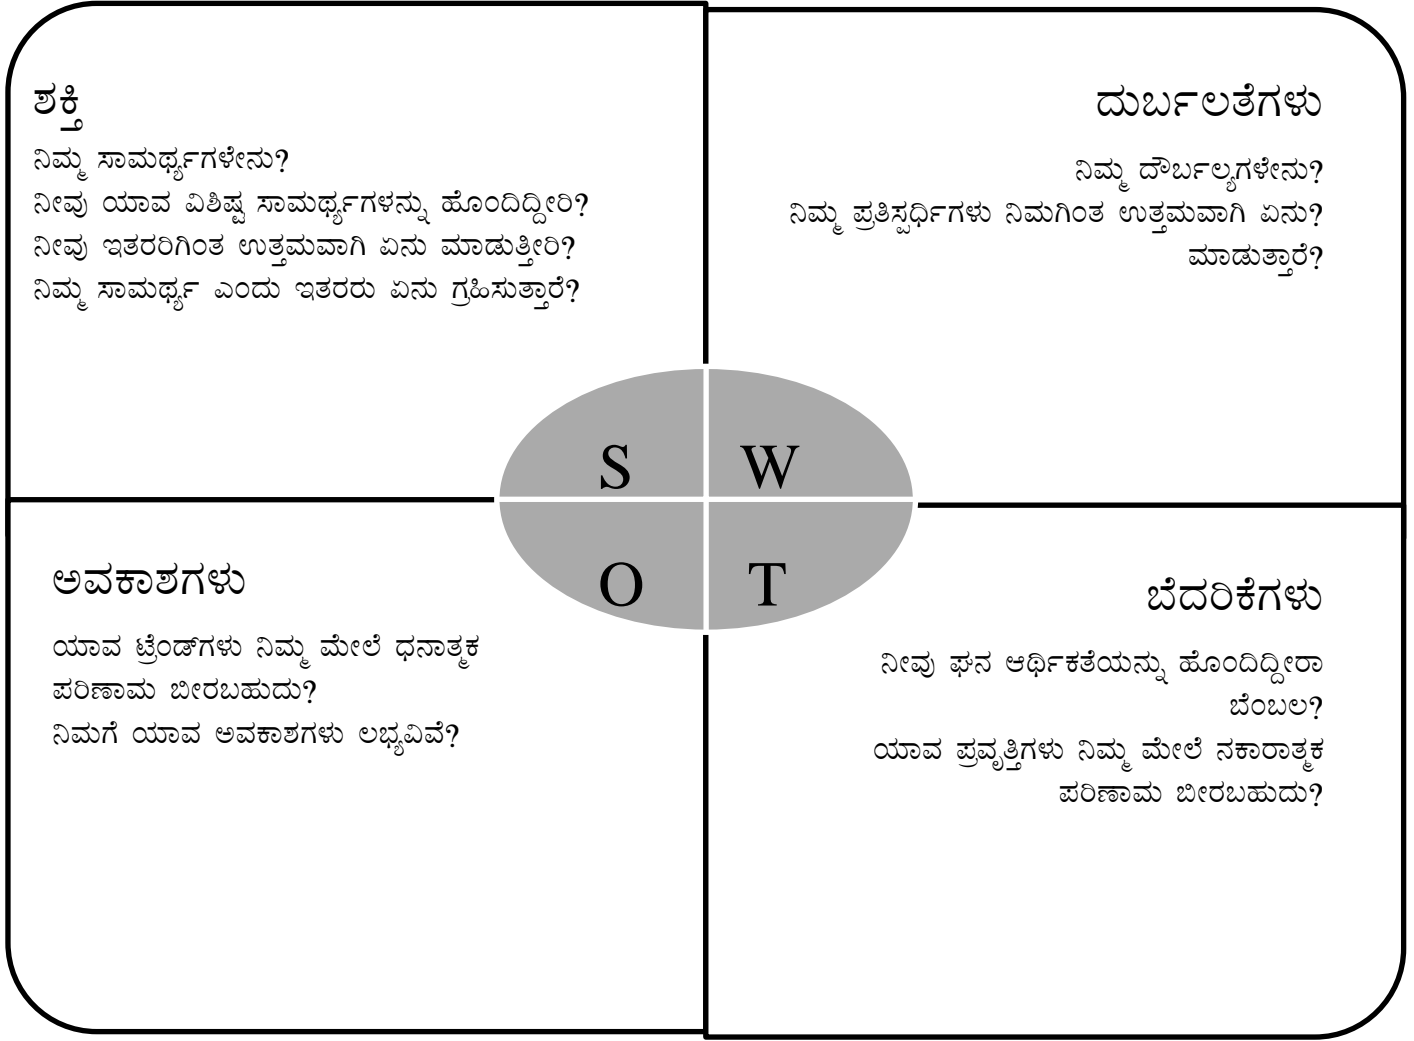 ಶಕ್ತಿ
ನಿಮ್ಮ ಸಾಮರ್ಥ್ಯಗಳೇನು?
ನೀವು ಯಾವ ವಿಶಿಷ್ಟ ಸಾಮರ್ಥ್ಯಗಳನ್ನು ಹೊಂದಿದ್ದೀರಿ?
ನೀವು ಇತರರಿಗಿಂತ ಉತ್ತಮವಾಗಿ ಏನು ಮಾಡುತ್ತೀರಿ?
ನಿಮ್ಮ ಸಾಮರ್ಥ್ಯ ಎಂದು ಇತರರು ಏನು ಗ್ರಹಿಸುತ್ತಾರೆ?
ದುರ್ಬಲತೆಗಳು
ನಿಮ್ಮ ದೌರ್ಬಲ್ಯಗಳೇನು?
ನಿಮ್ಮ ಪ್ರತಿಸ್ಪರ್ಧಿಗಳು ನಿಮಗಿಂತ ಉತ್ತಮವಾಗಿ ಏನು?
ಮಾಡುತ್ತಾರೆ?
S W
O T
ಅವಕಾಶಗಳು
ಯಾವ ಟ್ರೆಂಡ್‌ಗಳು ನಿಮ್ಮ ಮೇಲೆ ಧನಾತ್ಮಕ
ಪರಿಣಾಮ ಬೀರಬಹುದು?
ನಿಮಗೆ ಯಾವ ಅವಕಾಶಗಳು ಲಭ್ಯವಿವೆ?
ಬೆದರಿಕೆಗಳು
ನೀವು ಘನ ಆರ್ಥಿಕತೆಯನ್ನು ಹೊಂದಿದ್ದೀರಾ
ಬೆಂಬಲ?
ಯಾವ ಪ್ರವೃತ್ತಿಗಳು ನಿಮ್ಮ ಮೇಲೆ ನಕಾರಾತ್ಮಕ
ಪರಿಣಾಮ ಬೀರಬಹುದು?